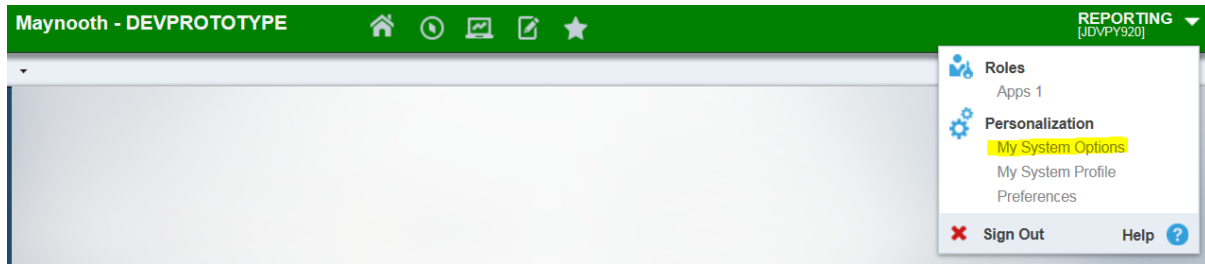 Maynooth - DEVPROTOTYPE
REPORTING
[JDVPY920]
Roles
Apps 1
Personalization
My System Options
My System Profile
Preferences
Sign Out Help ?